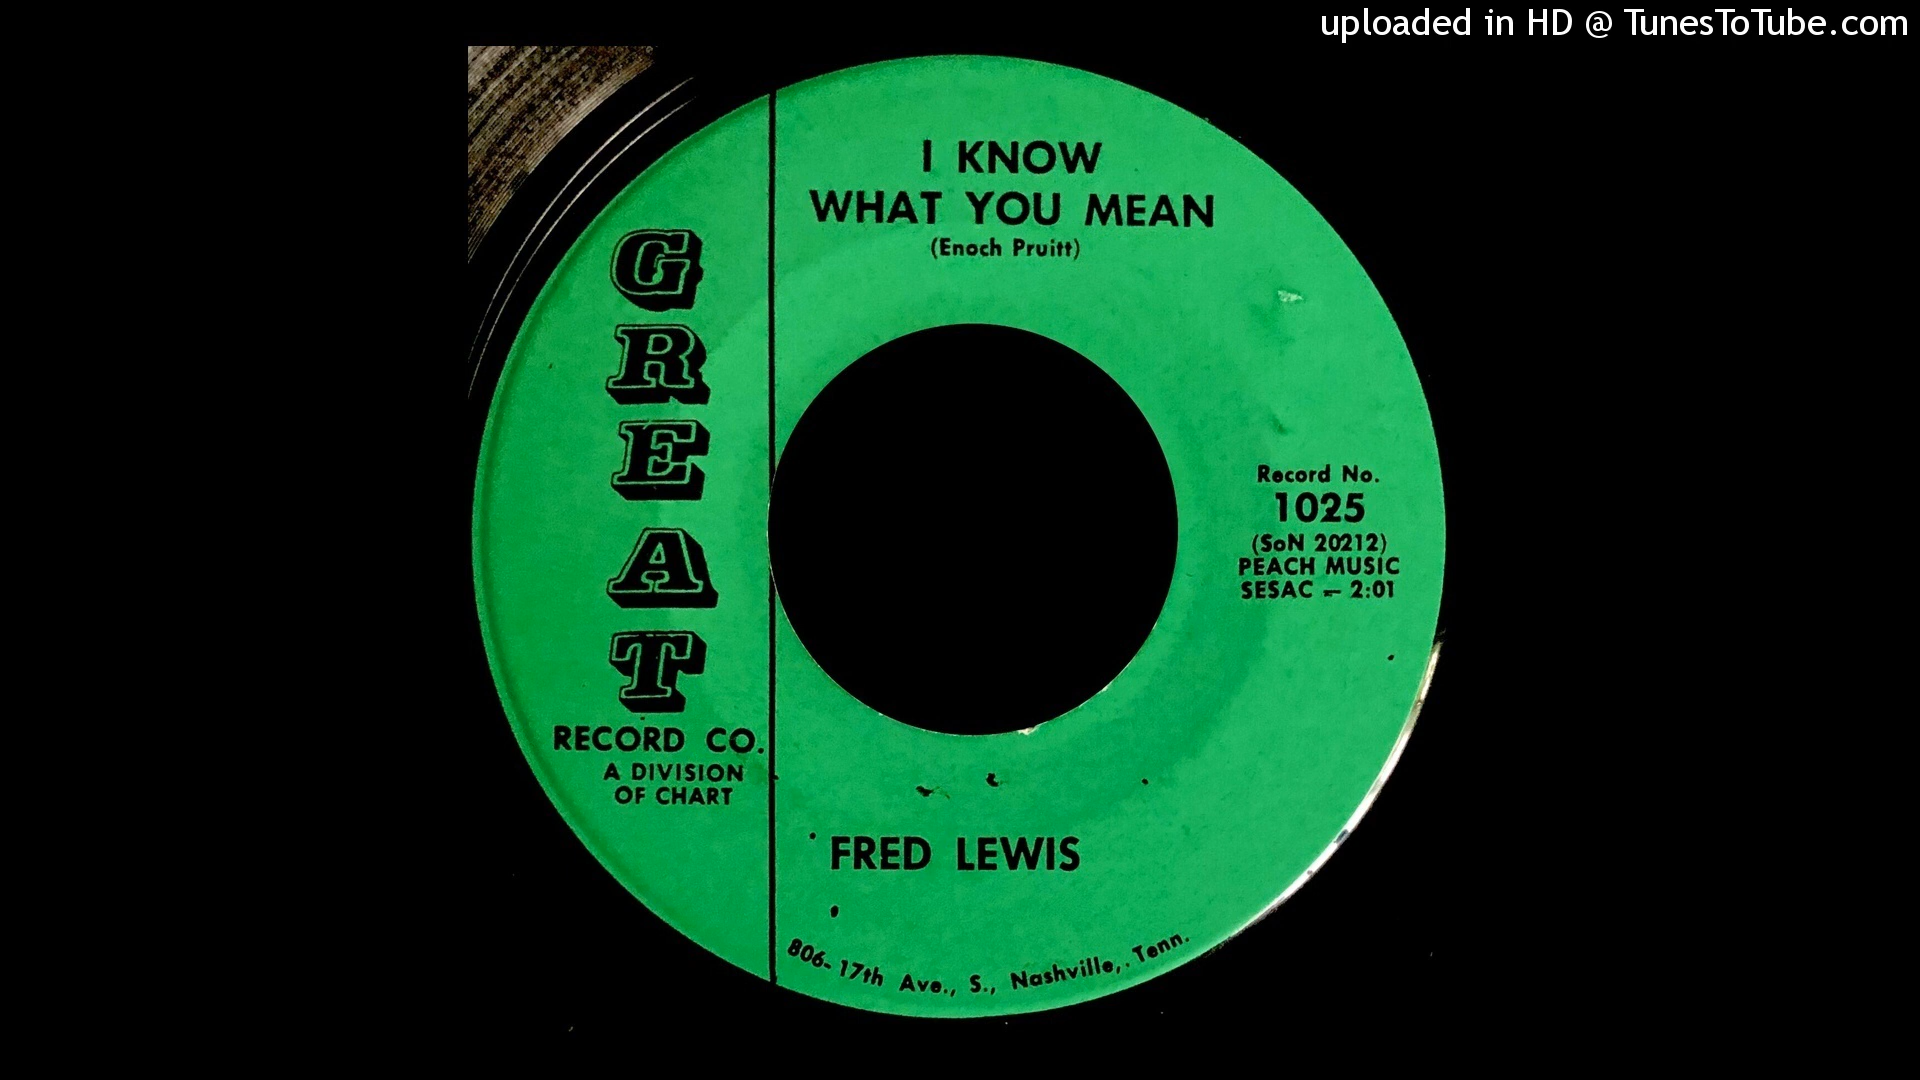 uploaded in HD @ TunesToTube.com
I KNOW
WHAT YOU MEAN
(Enoch Pruitt)
GREAT
RECORD CO.
A DIVISION
OF CHART
Record No.
1025
(SoN 20212)
PEACH MUSIC
SESAC – 2:01
FRED LEWIS
806-17th Ave., S., Nashville, Tenn.